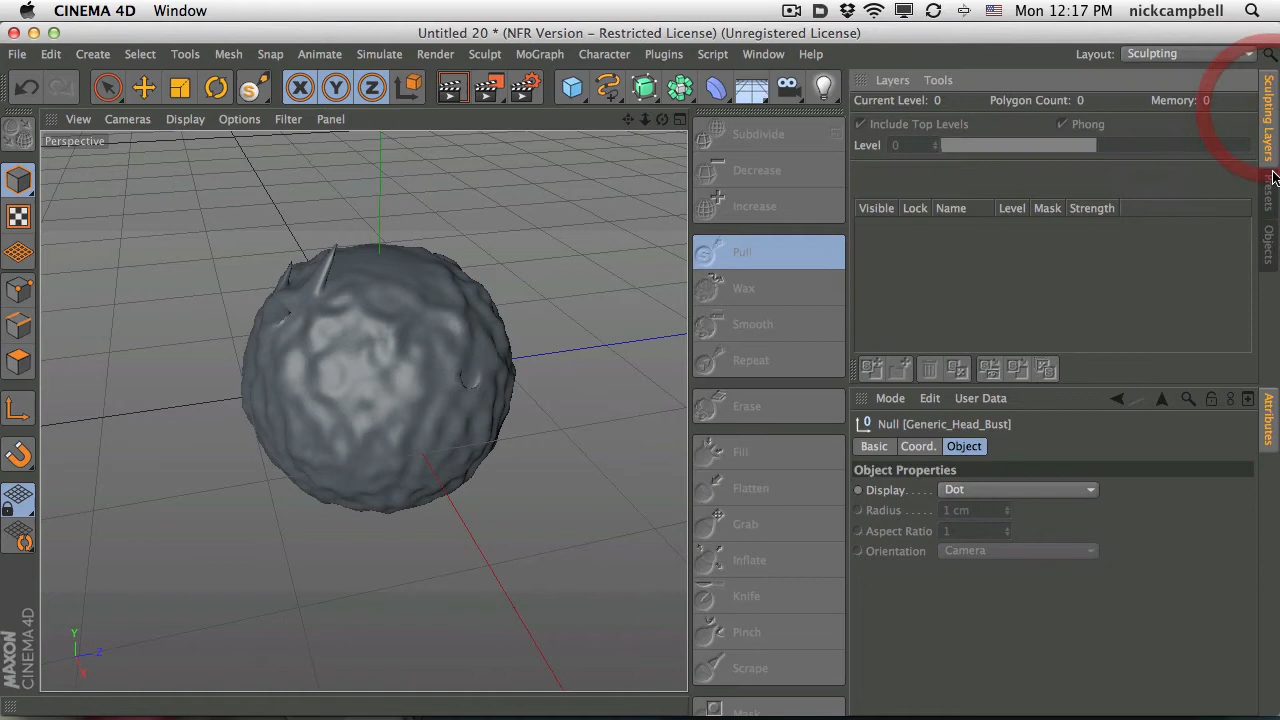 CINEMA 4D Window Mon 12:17 PM nickcampbell
Untitled 20 * (NFR Version - Restricted License) (Unregistered License)
File Edit Create Select Tools Mesh Snap Animate Simulate Render Sculpt MoGraph Character Plugins Script Window Help Layout: Sculpting
X Y Z
View Cameras Display Options Filter Panel
Perspective
Y
Z
X
MAXON
CINEMA 4D
Subdivide
Decrease
Increase
Pull
Wax
Smooth
Repeat
Erase
Fill
Flatten
Grab
Inflate
Knife
Pinch
Scrape
Mask
Layers Tools
Current Level: 0 Polygon Count: 0 Memory: 0
Include Top Levels Phong
Level 0
Visible Lock Name Level Mask Strength
Sculpting Layers
Presets
Objects
Mode Edit User Data
Null [Generic_Head_Bust]
Basic Coord. Object
Object Properties
Display. . . . . Dot
Radius . . . . . 1 cm
Aspect Ratio 1
Orientation Camera
Attributes